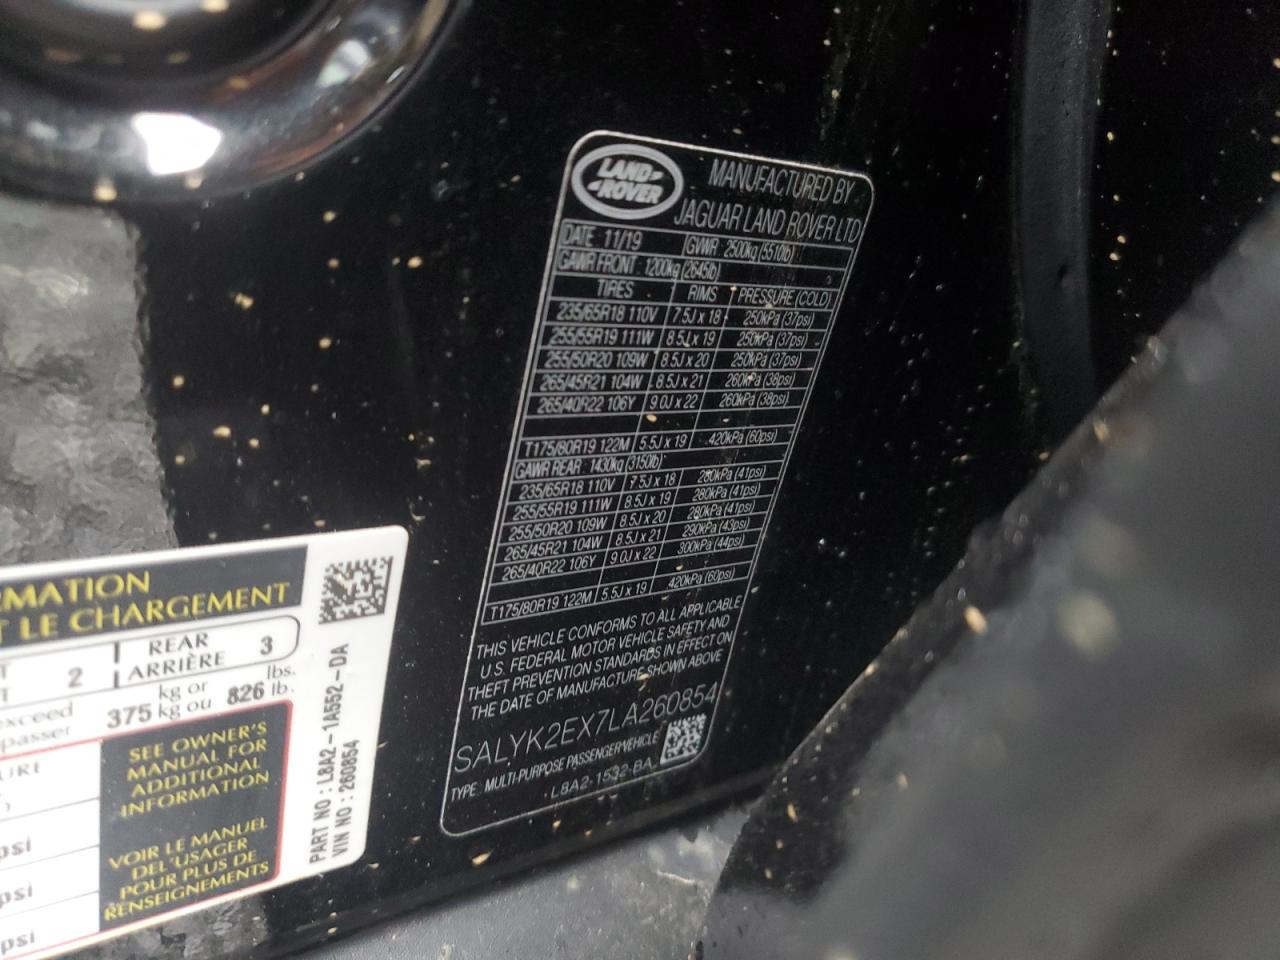 LAND ROVER
MANUFACTURED BY
JAGUAR LAND ROVER LTD
DATE 11/19 GVWR: 2500kg (5510lb)
GAWR FRONT: 1200kg (2645lb)
TIRES RIMS PRESSURE (COLD)
235/65R18 110V 7.5J x 18 250kPa (37psi)
255/55R19 111W 8.5J x 19 250kPa (37psi)
255/50R20 109W 8.5J x 20 250kPa (37psi)
265/45R21 104W 8.5J x 21 260kPa (38psi)
265/40R22 106Y 9.0J x 22 260kPa (38psi)
T175/80R19 122M 5.5J x 19 420kPa (60psi)
GAWR REAR: 1430kg (3150lb)
235/65R18 110V 7.5J x 18 280kPa (41psi)
255/55R19 111W 8.5J x 19 280kPa (41psi)
255/50R20 109W 8.5J x 20 280kPa (41psi)
265/45R21 104W 8.5J x 21 290kPa (43psi)
265/40R22 106Y 9.0J x 22 300kPa (44psi)
T175/80R19 122M 5.5J x 19 420kPa (60psi)
THIS VEHICLE CONFORMS TO ALL APPLICABLE
U.S. FEDERAL MOTOR VEHICLE SAFETY AND
THEFT PREVENTION STANDARDS IN EFFECT ON
THE DATE OF MANUFACTURE SHOWN ABOVE
SALYK2EX7LA260854
TYPE: MULTI-PURPOSE PASSENGER VEHICLE
L8A2-1532-BA
RMATION
T LE CHARGEMENT
T 2 REAR 3
T ARRIÈRE
exceed kg or lbs.
passer 375 kg ou 826 lb.
URE
SEE OWNER'S
MANUAL FOR
ADDITIONAL
INFORMATION
VOIR LE MANUEL
DEL'USAGER
POUR PLUS DE
RENSEIGNEMENTS
psi
psi
psi
PART NO : L8A2-1A552-DA
VIN NO : 260854